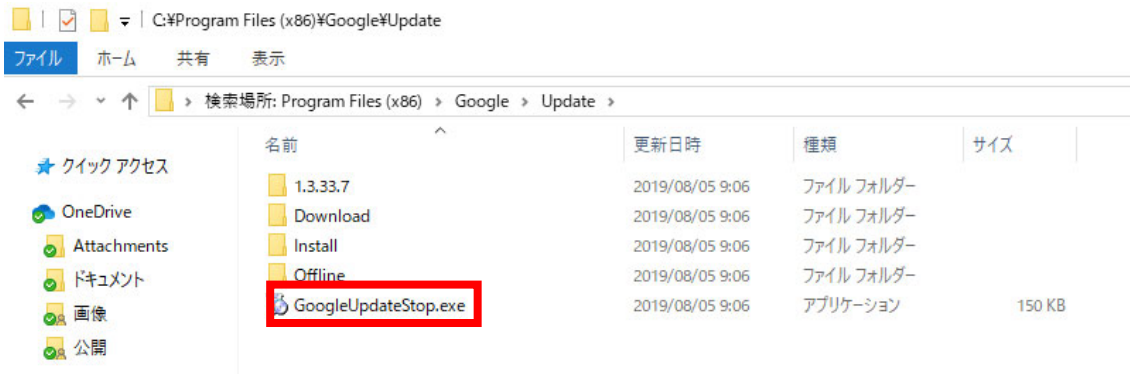 C:¥Program Files (x86)¥Google¥Update
ファイル ホーム 共有 表示
検索場所: Program Files (x86) › Google › Update ›
名前 更新日時 種類 サイズ
クイック アクセス
OneDrive
Attachments
ドキュメント
画像
公開
1.3.33.7 2019/08/05 9:06 ファイル フォルダー
Download 2019/08/05 9:06 ファイル フォルダー
Install 2019/08/05 9:06 ファイル フォルダー
Offline 2019/08/05 9:06 ファイル フォルダー
GoogleUpdateStop.exe 2019/08/05 9:06 アプリケーション 150 KB